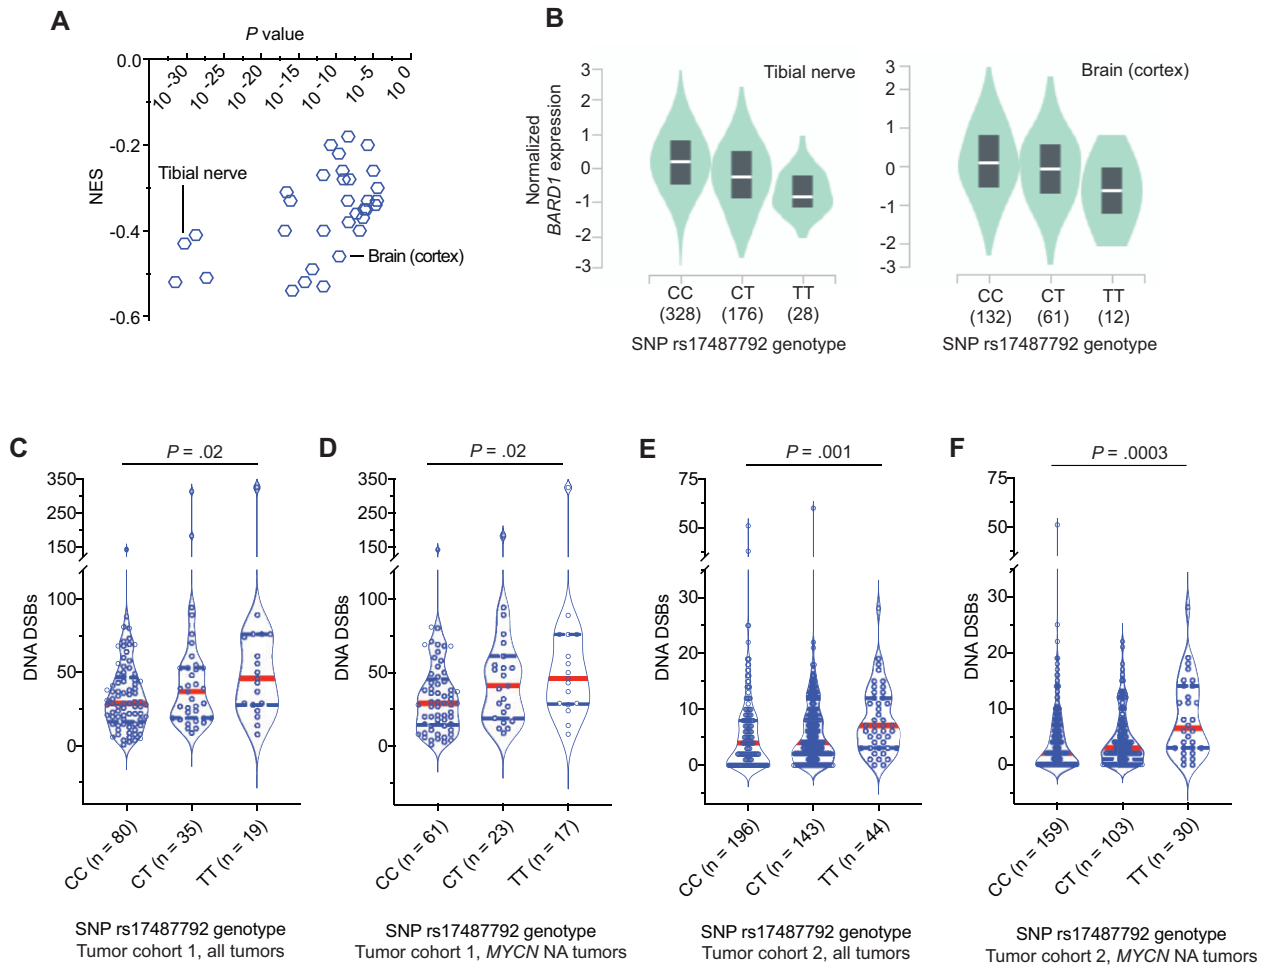 A
P value
0.0
10 -30
10 -25
10 -20
10 -15
10 -10
10 -5
10 0
-0.2
-0.4
-0.6
NES
Tibial nerve
Brain (cortex)
B
Normalized
BARD1 expression
3
2
1
0
-1
-2
-3
Tibial nerve
CC CT TT
(328) (176) (28)
SNP rs17487792 genotype
3
2
1
0
-1
-2
-3
Brain (cortex)
CC CT TT
(132) (61) (12)
SNP rs17487792 genotype
C
P = .02
DNA DSBs
350
250
150
100
50
0
CC (n = 80)
CT (n = 35)
TT (n = 19)
SNP rs17487792 genotype
Tumor cohort 1, all tumors
D
P = .02
DNA DSBs
350
250
150
100
50
0
CC (n = 61)
CT (n = 23)
TT (n = 17)
SNP rs17487792 genotype
Tumor cohort 1, MYCN NA tumors
E
P = .001
DNA DSBs
75
50
30
20
10
0
CC (n = 196)
CT (n = 143)
TT (n = 44)
SNP rs17487792 genotype
Tumor cohort 2, all tumors
F
P = .0003
DNA DSBs
75
50
30
20
10
0
CC (n = 159)
CT (n = 103)
TT (n = 30)
SNP rs17487792 genotype
Tumor cohort 2, MYCN NA tumors